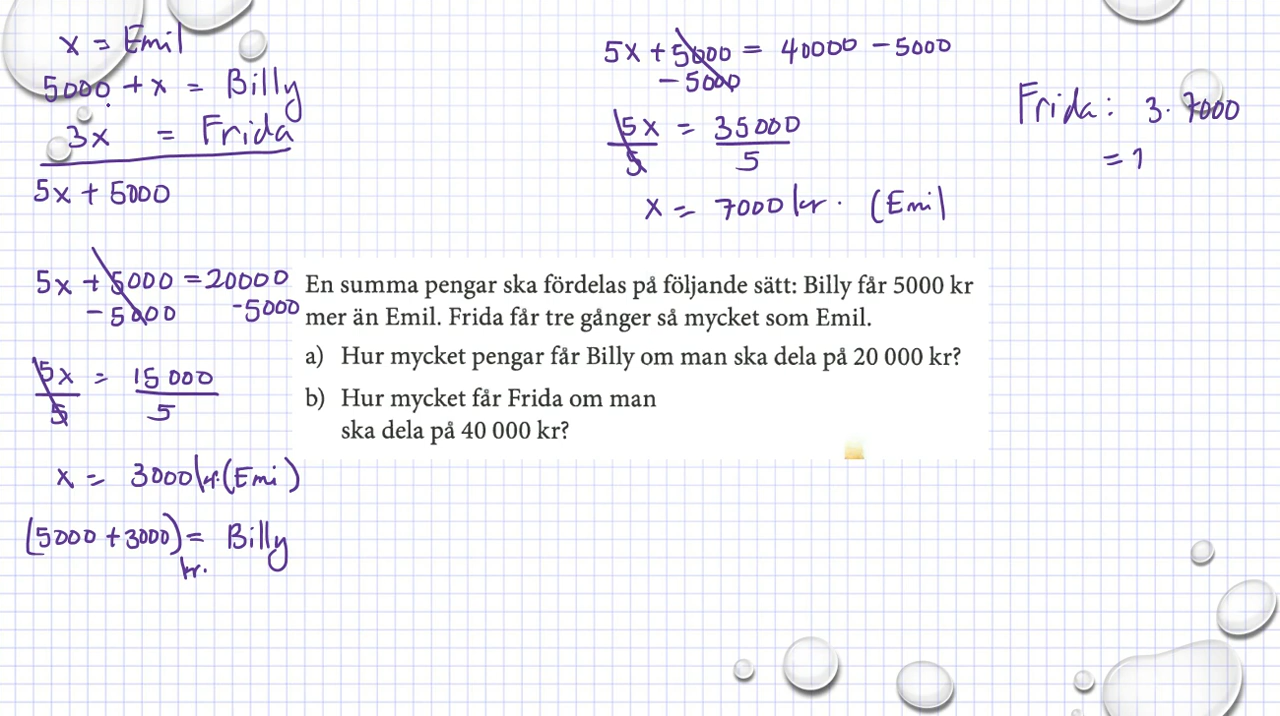 x = Emil
5000 + x = Billy
3x = Frida
5x + 5000
5x + 5000 = 20000
- 5000 -5000
5x = 15 000
5 5
x = 3000 kr. (Emi)
(5000 + 3000) = Billy
kr.
5x + 5000 = 40000 - 5000
- 5000
5x = 35000
5 5
x = 7000 kr. (Emil
Frida: 3 · 7000
= 1
En summa pengar ska fördelas på följande sätt: Billy får 5000 kr
mer än Emil. Frida får tre gånger så mycket som Emil.
a) Hur mycket pengar får Billy om man ska dela på 20 000 kr?
b) Hur mycket får Frida om man
ska dela på 40 000 kr?